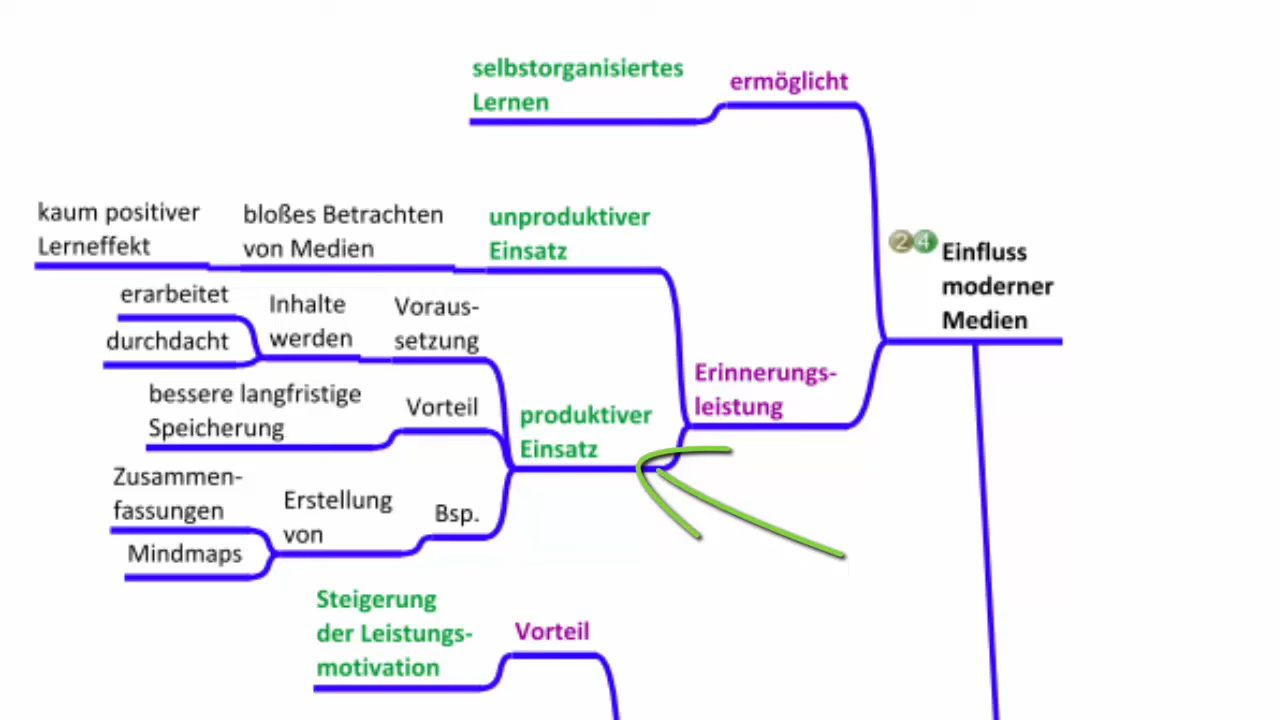 selbstorganisiertes
Lernen
ermöglicht
kaum positiver
Lerneffekt
bloßes Betrachten
von Medien
unproduktiver
Einsatz
2 4
Einfluss
moderner
Medien
erarbeitet
durchdacht
Inhalte
werden
Voraus-
setzung
Erinnerungs-
leistung
bessere langfristige
Speicherung
Vorteil
produktiver
Einsatz
Zusammen-
fassungen
Mindmaps
Erstellung
von
Bsp.
Steigerung
der Leistungs-
motivation
Vorteil